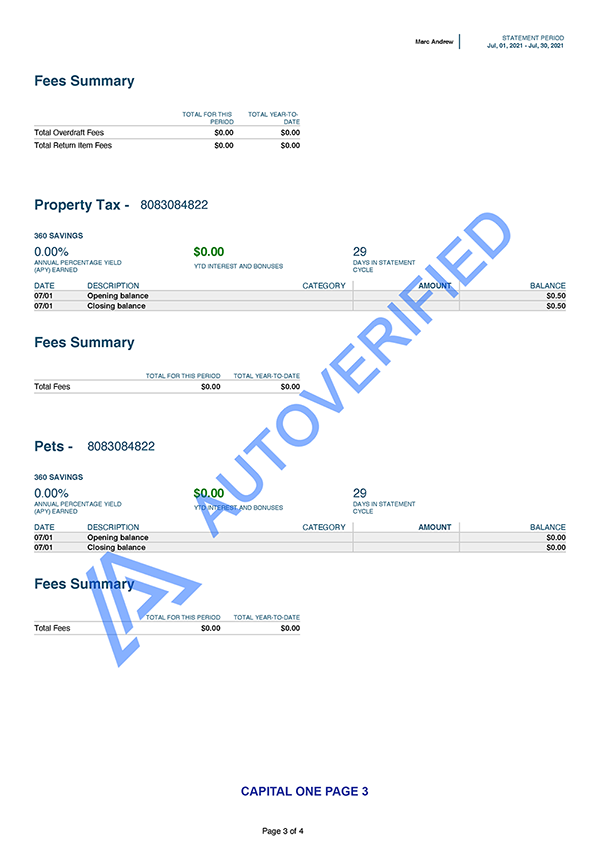 Marc Andrew
STATEMENT PERIOD
Jul, 01, 2021 - Jul, 30, 2021
Fees Summary
TOTAL FOR THIS PERIOD TOTAL YEAR-TO-DATE
Total Overdraft Fees $0.00 $0.00
Total Return Item Fees $0.00 $0.00
Property Tax - 8083084822
360 SAVINGS
0.00% $0.00 29
ANNUAL PERCENTAGE YIELD (APY) EARNED YTD INTEREST AND BONUSES DAYS IN STATEMENT CYCLE
DATE DESCRIPTION CATEGORY AMOUNT BALANCE
07/01 Opening balance $0.50
07/01 Closing balance $0.50
Fees Summary
TOTAL FOR THIS PERIOD TOTAL YEAR-TO-DATE
Total Fees $0.00 $0.00
Pets - 8083084822
360 SAVINGS
0.00% $0.00 29
ANNUAL PERCENTAGE YIELD (APY) EARNED YTD INTEREST AND BONUSES DAYS IN STATEMENT CYCLE
DATE DESCRIPTION CATEGORY AMOUNT BALANCE
07/01 Opening balance $0.00
07/01 Closing balance $0.00
Fees Summary
TOTAL FOR THIS PERIOD TOTAL YEAR-TO-DATE
Total Fees $0.00 $0.00
AUTOVERIFIED
CAPITAL ONE PAGE 3
Page 3 of 4